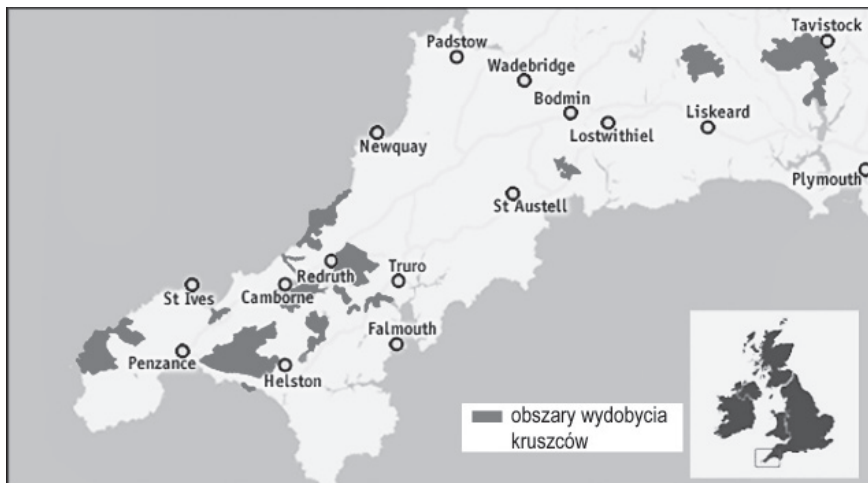 Tavistock
Padstow
Wadebridge
Bodmin
Lostwithiel
Liskeard
Newquay
Plymouth
St Austell
Redruth
Truro
St Ives
Camborne
Falmouth
Penzance
Helston
obszary wydobycia
kruszców